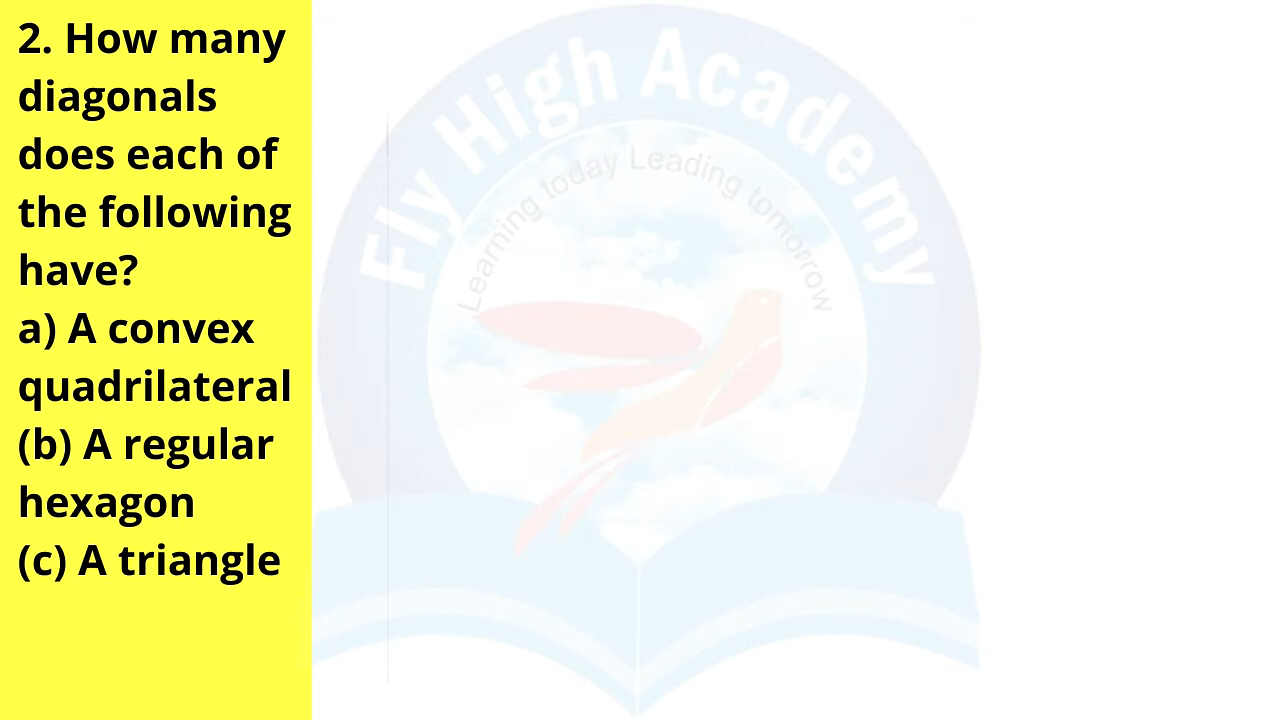 2. How many
diagonals
does each of
the following
have?
a) A convex
quadrilateral
(b) A regular
hexagon
(c) A triangle
Fly High Academy
Learning today Leading tomorrow